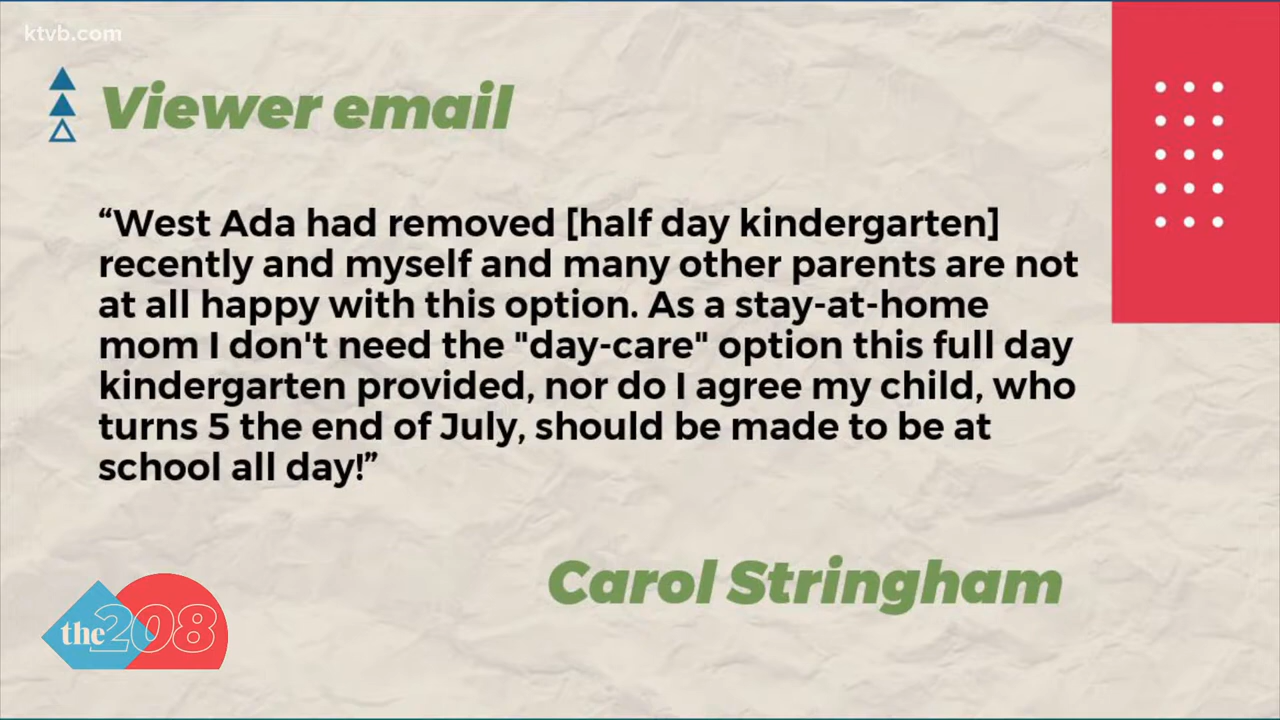 ktvb.com
Viewer email
“West Ada had removed [half day kindergarten]
recently and myself and many other parents are not
at all happy with this option. As a stay-at-home
mom I don't need the "day-care" option this full day
kindergarten provided, nor do I agree my child, who
turns 5 the end of July, should be made to be at
school all day!”
Carol Stringham
the208